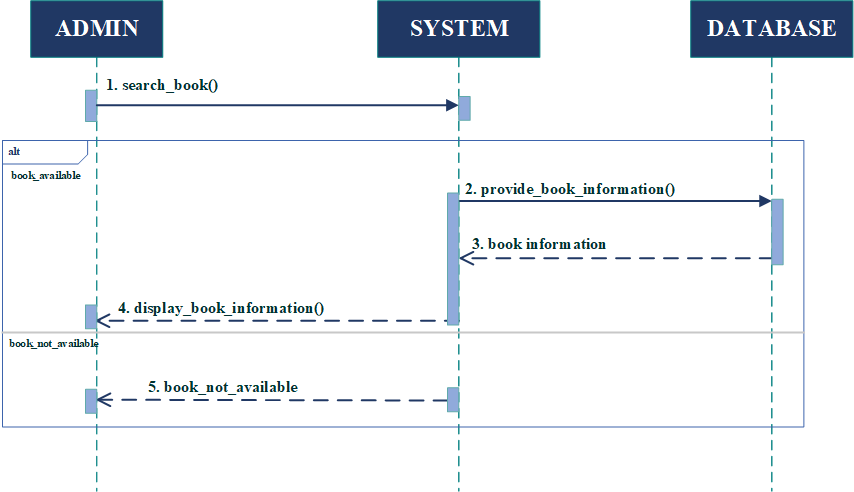 ADMIN
SYSTEM
DATABASE
1. search_book()
alt
book_available
2. provide_book_information()
3. book information
4. display_book_information()
book_not_available
5. book_not_available